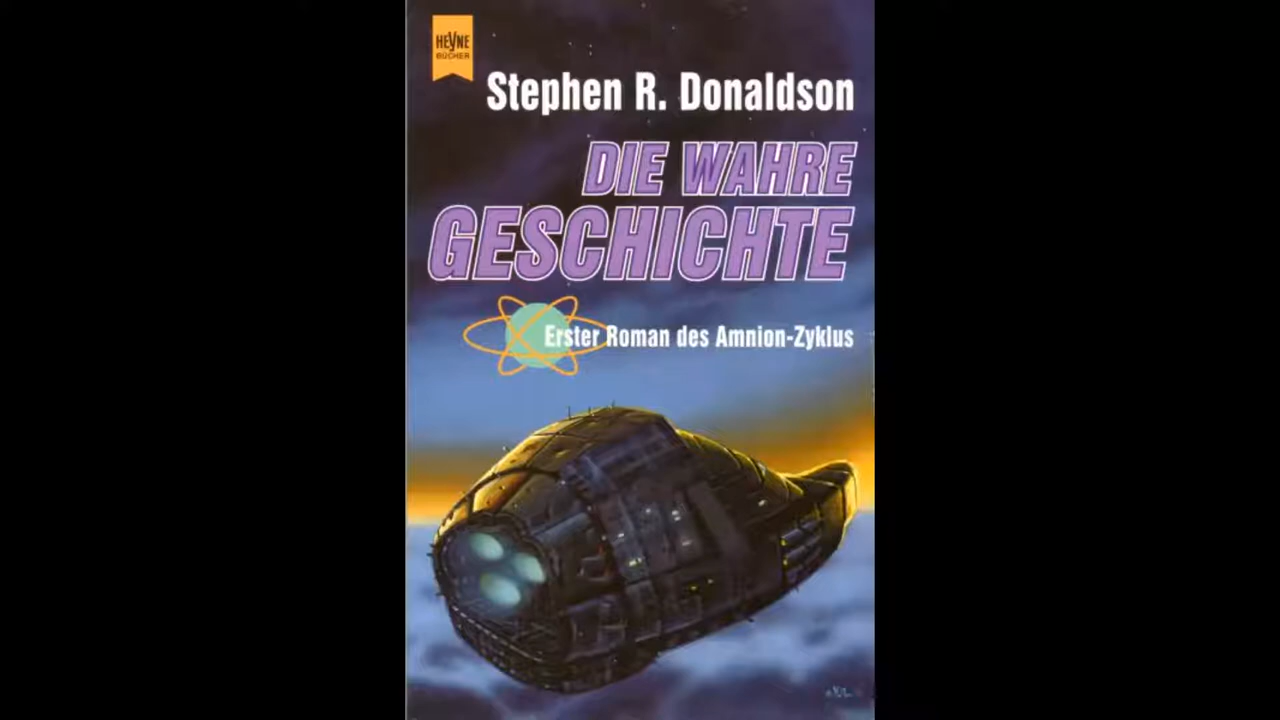 HEYNE
BÜCHER
Stephen R. Donaldson
DIE WAHRE
GESCHICHTE
Erster Roman des Amnion-Zyklus